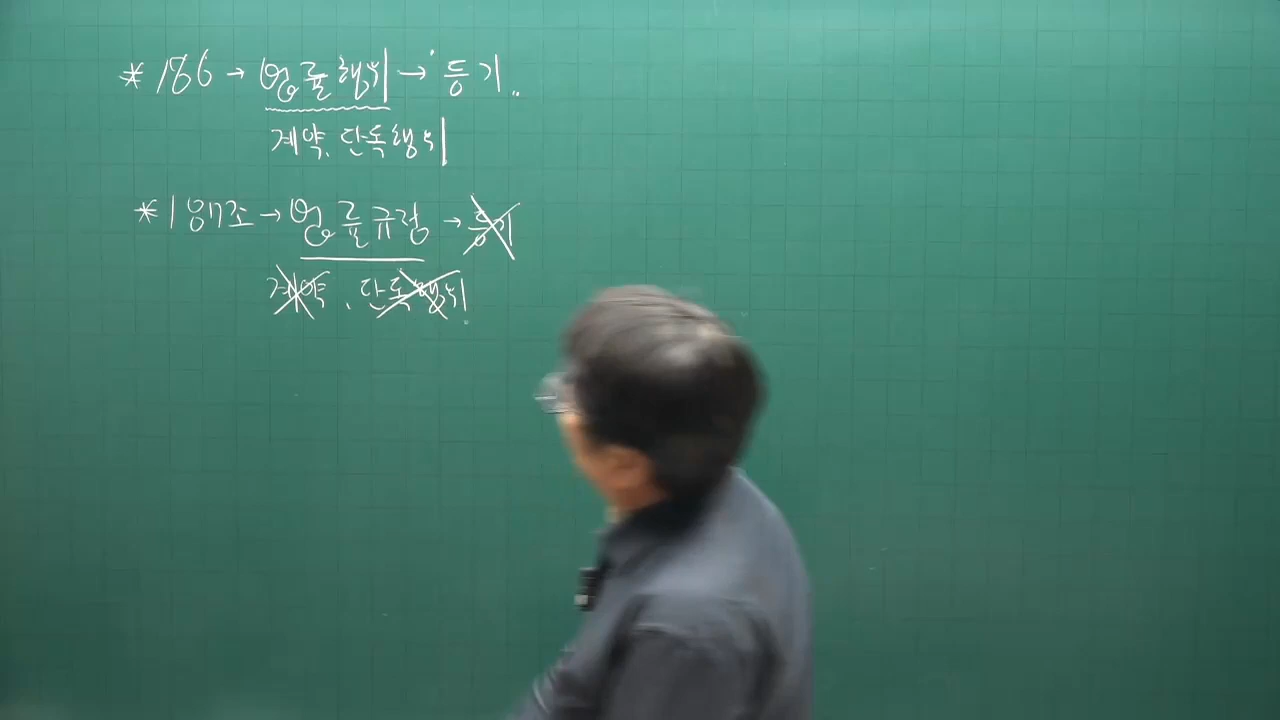 * 186 → 법률행위 → 등기..
계약, 단독행위
* 187조 → 법률규정 → 등기
계약, 단독행위.